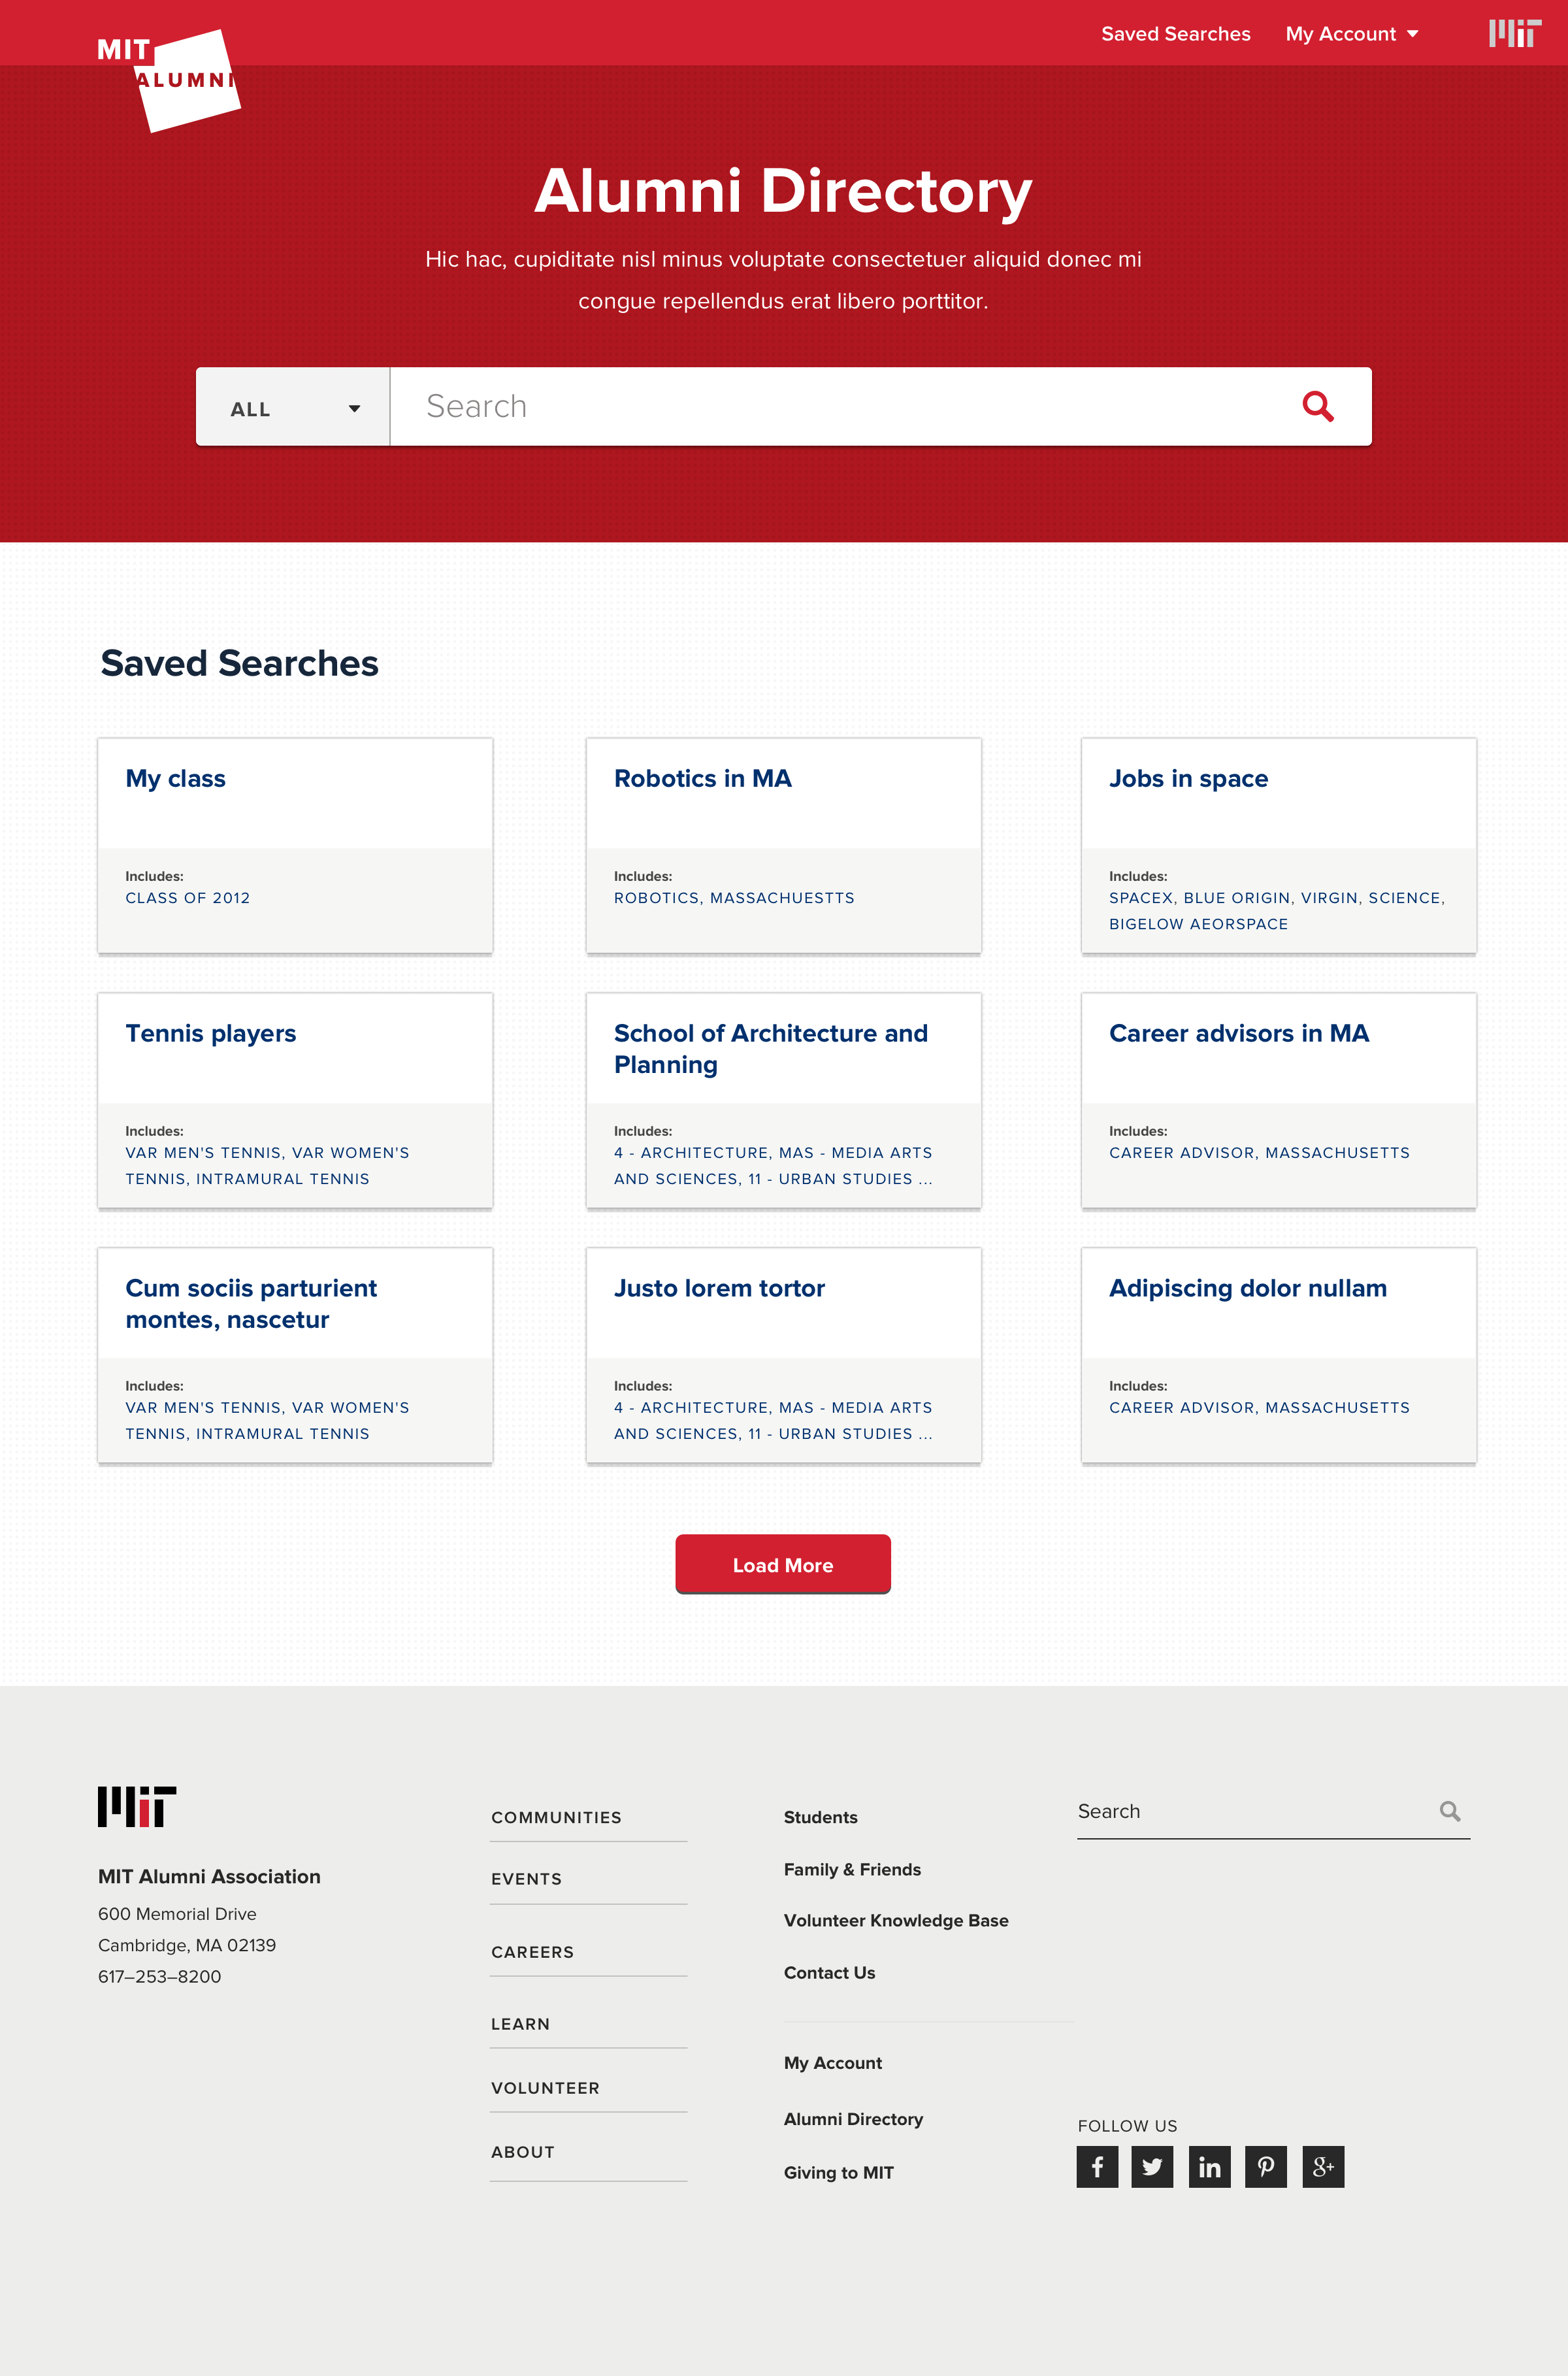 MIT
ALUMNI
Saved Searches
My Account
MIT
Alumni Directory
Hic hac, cupiditate nisl minus voluptate consectetuer aliquid donec mi
congue repellendus erat libero porttitor.
ALL
Search
Saved Searches
My class
Includes:
CLASS OF 2012
Robotics in MA
Includes:
ROBOTICS, MASSACHUESTTS
Jobs in space
Includes:
SPACEX, BLUE ORIGIN, VIRGIN, SCIENCE,
BIGELOW AEORSPACE
Tennis players
Includes:
VAR MEN'S TENNIS, VAR WOMEN'S
TENNIS, INTRAMURAL TENNIS
School of Architecture and
Planning
Includes:
4 - ARCHITECTURE, MAS - MEDIA ARTS
AND SCIENCES, 11 - URBAN STUDIES ...
Career advisors in MA
Includes:
CAREER ADVISOR, MASSACHUSETTS
Cum sociis parturient
montes, nascetur
Includes:
VAR MEN'S TENNIS, VAR WOMEN'S
TENNIS, INTRAMURAL TENNIS
Justo lorem tortor
Includes:
4 - ARCHITECTURE, MAS - MEDIA ARTS
AND SCIENCES, 11 - URBAN STUDIES ...
Adipiscing dolor nullam
Includes:
CAREER ADVISOR, MASSACHUSETTS
Load More
MIT
MIT Alumni Association
600 Memorial Drive
Cambridge, MA 02139
617–253–8200
COMMUNITIES
EVENTS
CAREERS
LEARN
VOLUNTEER
ABOUT
Students
Family & Friends
Volunteer Knowledge Base
Contact Us
My Account
Alumni Directory
Giving to MIT
Search
FOLLOW US
f
in
g+